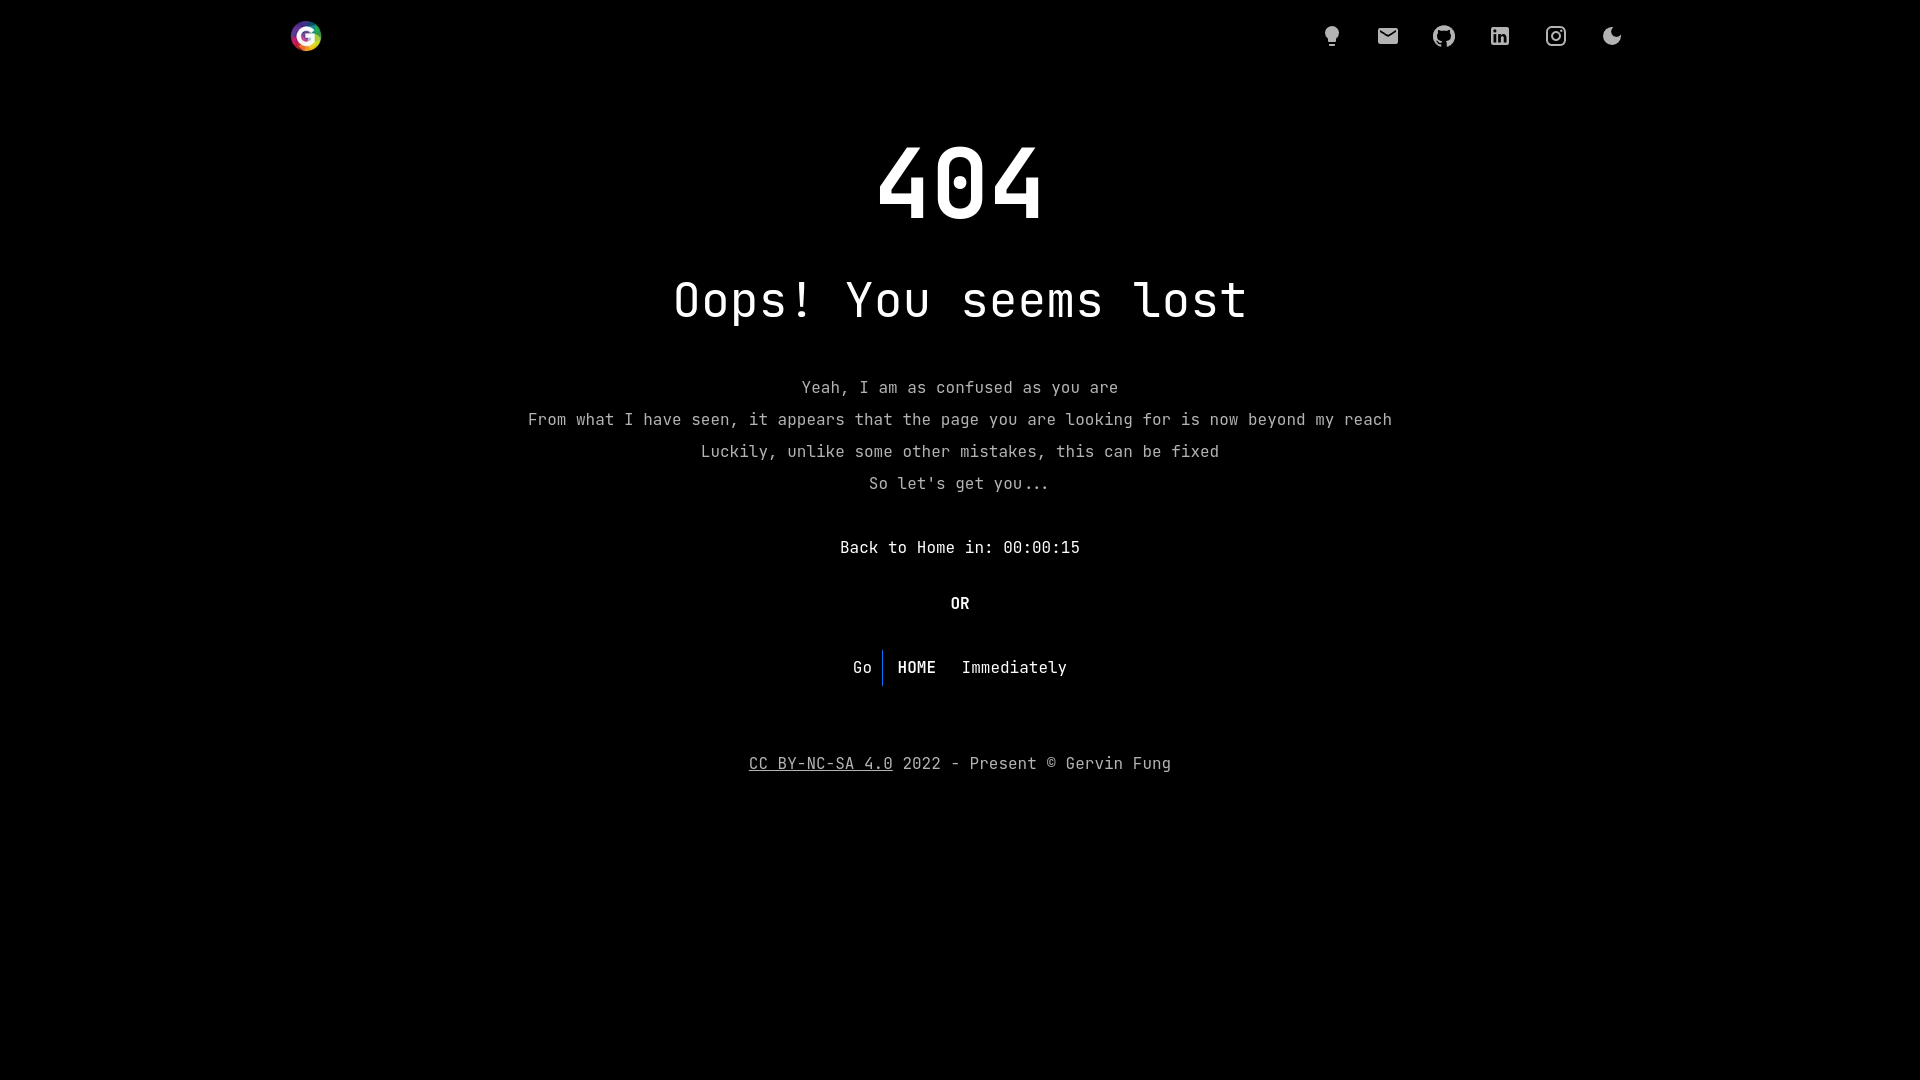 G
404
Oops! You seems lost
Yeah, I am as confused as you are
From what I have seen, it appears that the page you are looking for is now beyond my reach
Luckily, unlike some other mistakes, this can be fixed
So let's get you...
Back to Home in: 00:00:15
OR
Go HOME Immediately
CC BY-NC-SA 4.0 2022 - Present © Gervin Fung